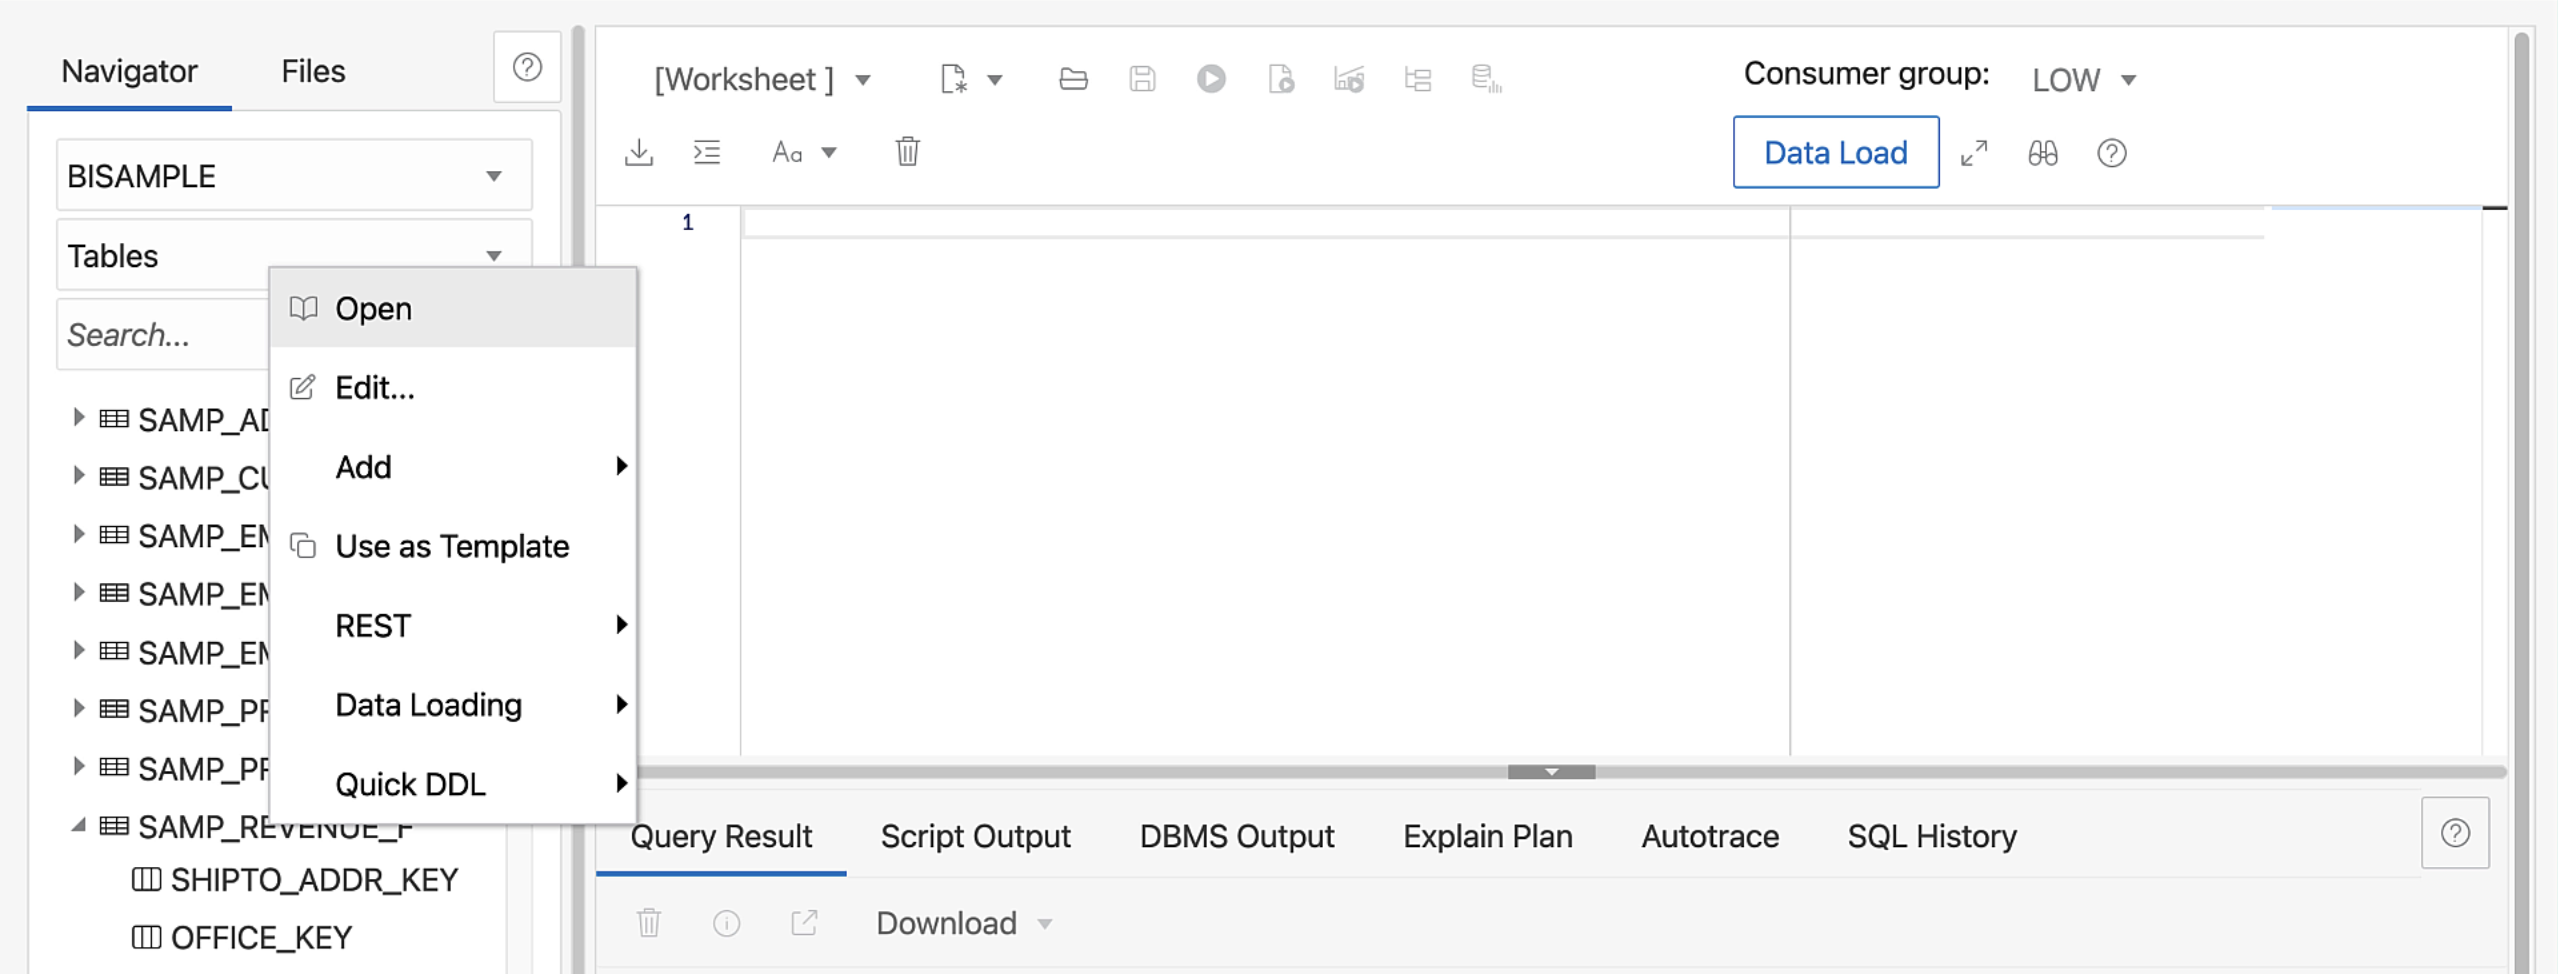 Navigator Files
BISAMPLE
Tables
Search...
Open
Edit...
Add
Use as Template
REST
Data Loading
Quick DDL
SAMP_AD
SAMP_CU
SAMP_EM
SAMP_EM
SAMP_EM
SAMP_PR
SAMP_PR
SAMP_REVENUE_F
SHIPTO_ADDR_KEY
OFFICE_KEY
[Worksheet ]
Consumer group: LOW
Aa
Data Load
1
Query Result Script Output DBMS Output Explain Plan Autotrace SQL History
Download